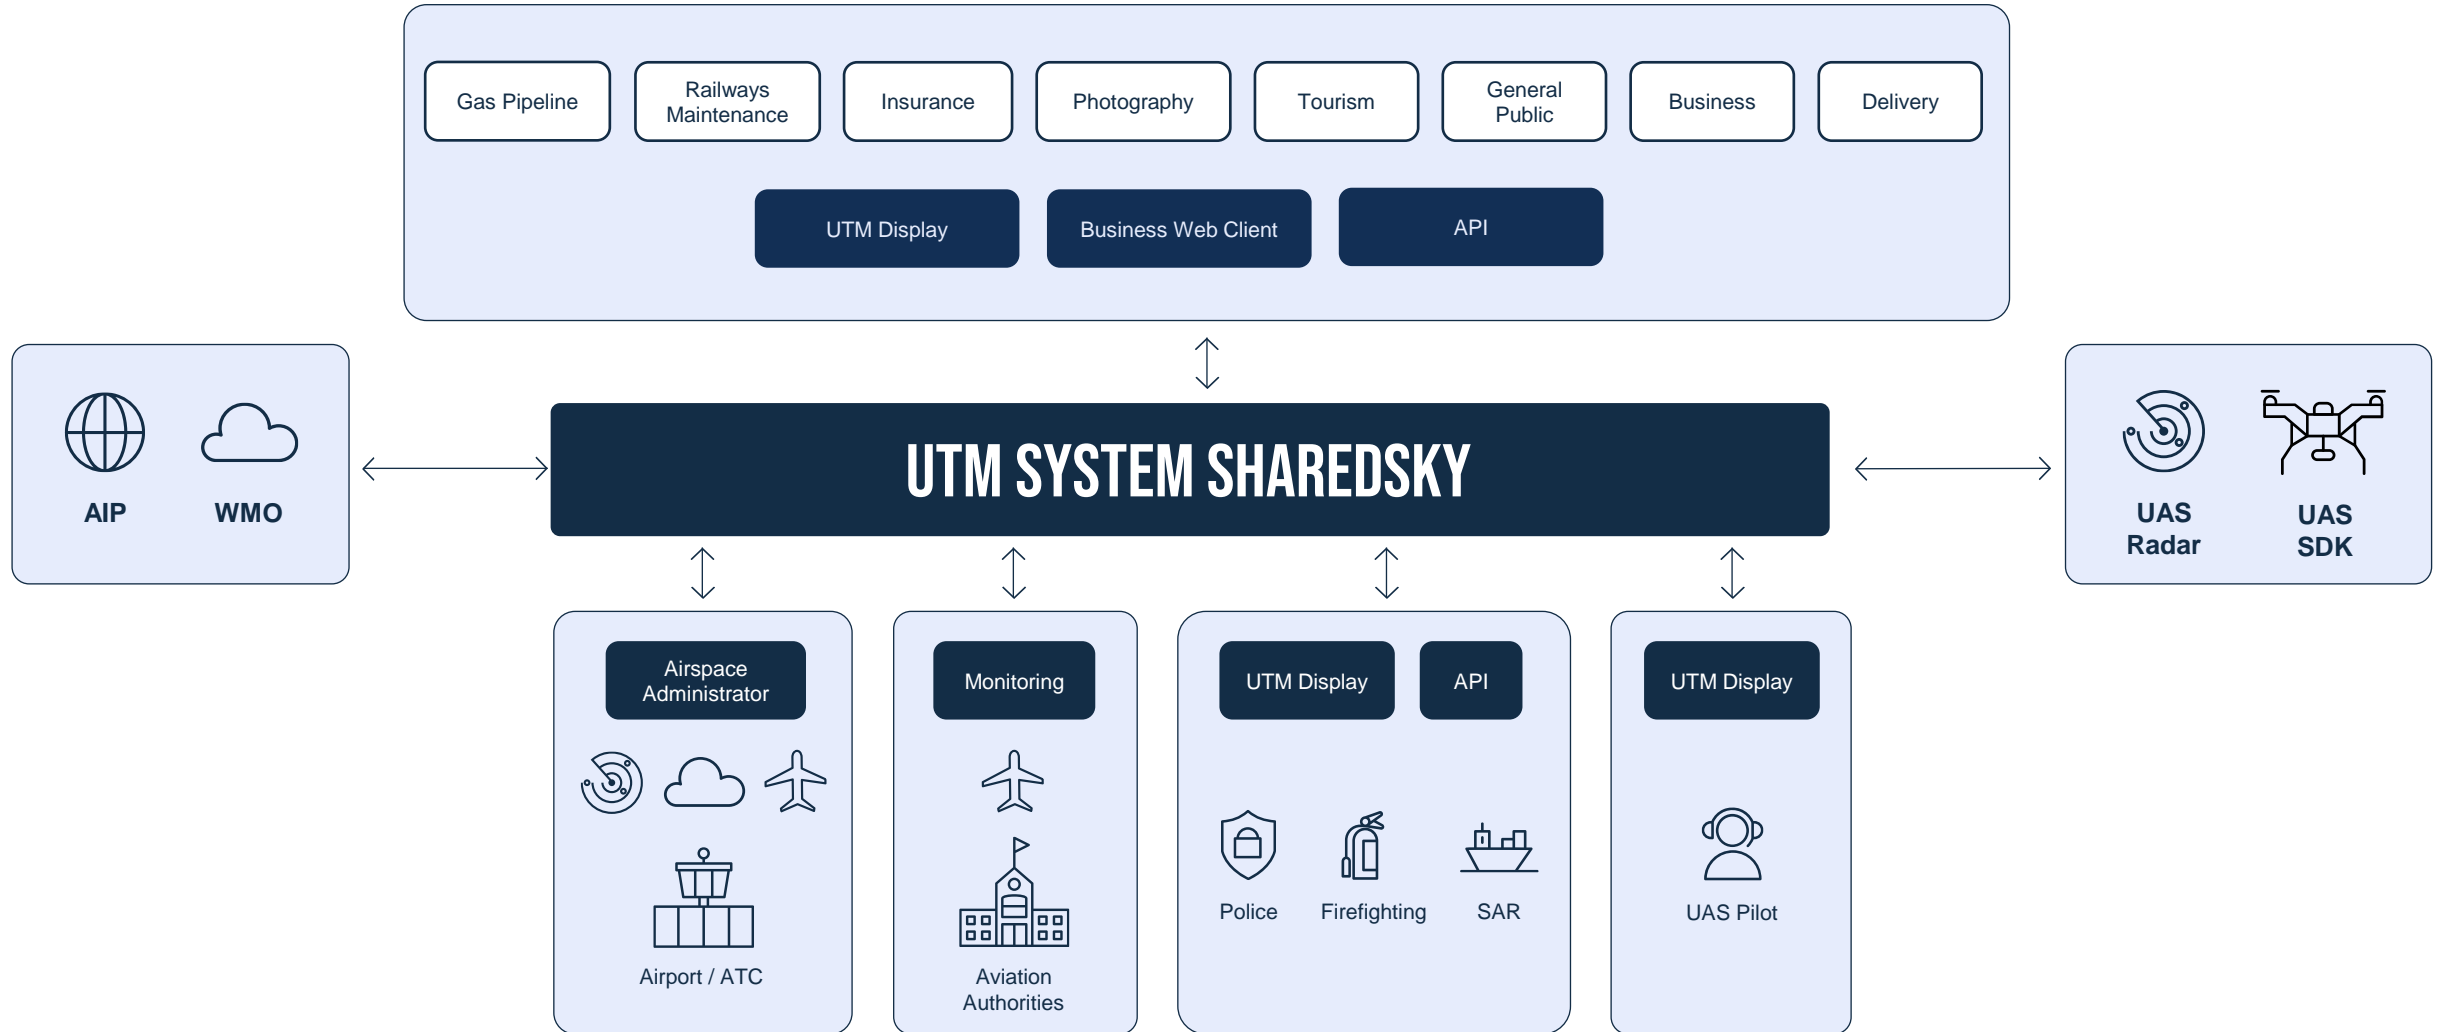 Gas Pipeline
Railways
Maintenance
Insurance
Photography
Tourism
General
Public
Business
Delivery
UTM Display
Business Web Client
API
AIP
WMO
UTM SYSTEM SHAREDSKY
UAS
Radar
UAS
SDK
Airspace
Administrator
Airport / ATC
Monitoring
Aviation
Authorities
UTM Display
API
Police
Firefighting
SAR
UTM Display
UAS Pilot